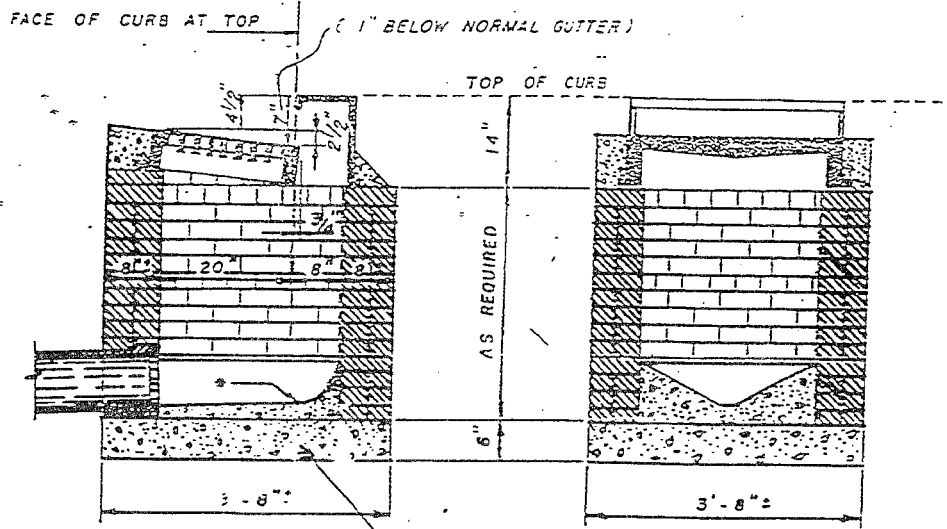 FACE OF CURB AT TOP
( 1" BELOW NORMAL GUTTER)
TOP OF CURB
4 1/2"
7"
2 1/2"
14"
3/4"
8"± 20" 8" 8"
AS REQUIRED
6"
3'-8"±
3'-8"±